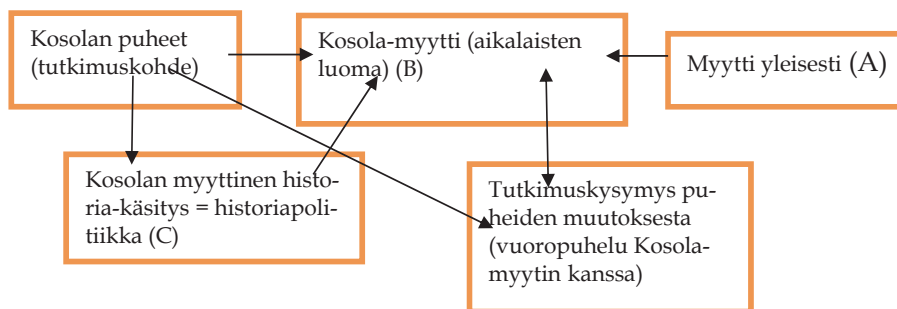 Kosolan puheet
(tutkimuskohde)
Kosola-myytti (aikalaisten
luoma) (B)
Myytti yleisesti (A)
Kosolan myyttinen histo-
ria-käsitys = historiapoli-
tiikka (C)
Tutkimuskysymys pu-
heiden muutoksesta
(vuoropuhelu Kosola-
myytin kanssa)